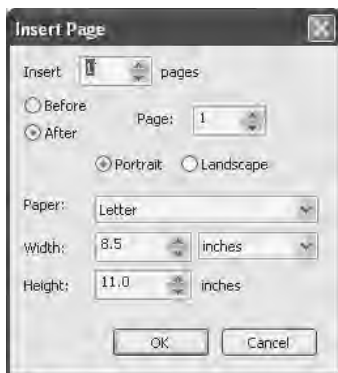 Insert Page
Insert 1 pages
Before
After
Page: 1
Portrait Landscape
Paper: Letter
Width: 8.5 inches
Height: 11.0 inches
OK Cancel